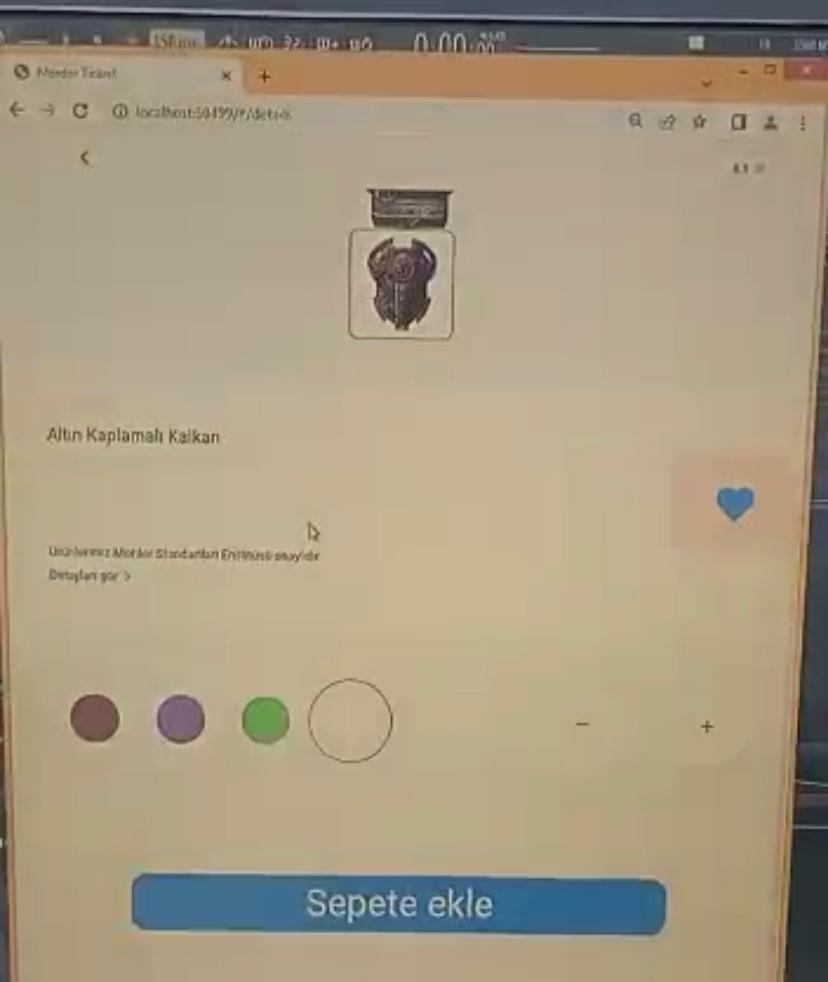 Mordor Ticaret
localhost:50499/#/details
Altın Kaplamalı Kalkan
Ürünlerimiz Mordor Standartları Enstitüsü onaylıdır
Detayları gör >
- +
Sepete ekle